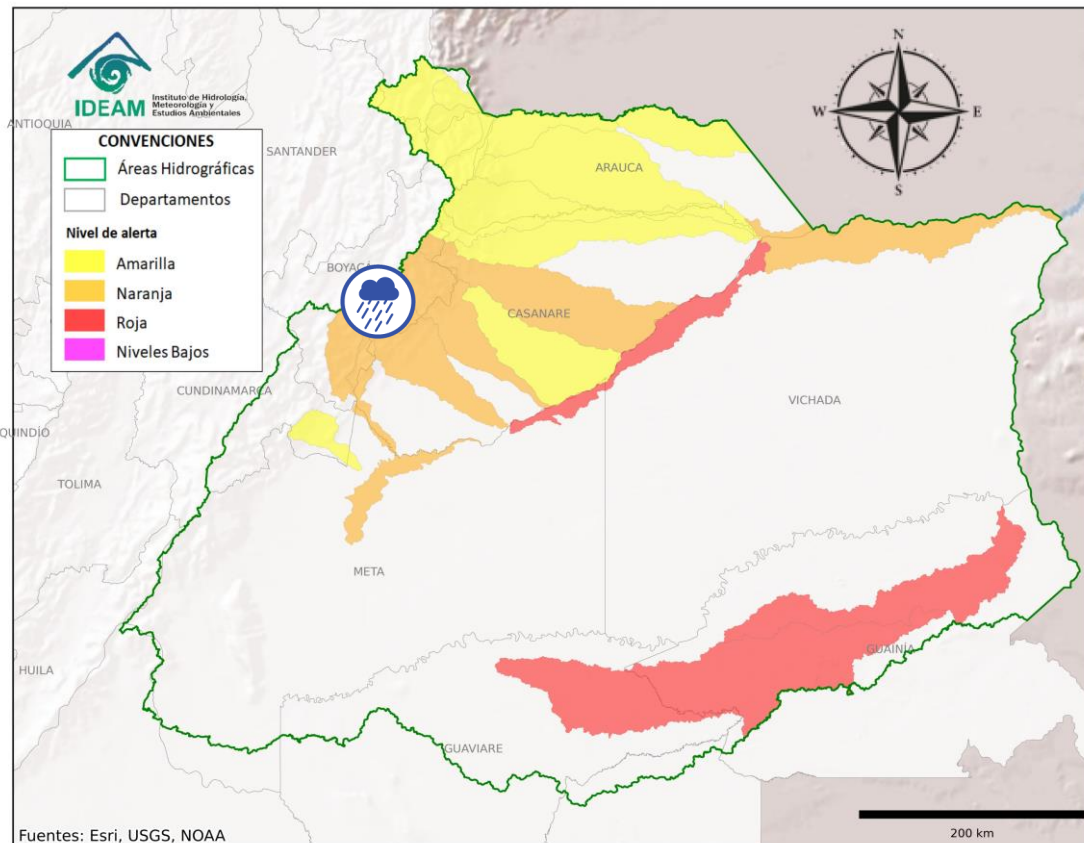 IDEAM
Instituto de Hidrología,
Meteorología y
Estudios Ambientales
ANTIOQUIA
CONVENCIONES
Áreas Hidrográficas
Departamentos
Nivel de alerta
Amarilla
Naranja
Roja
Niveles Bajos
SANTANDER
ARAUCA
N
W
E
S
BOYACÁ
CASANARE
CUNDINAMARCA
VICHADA
QUINDÍO
TOLIMA
META
HUILA
GUAINÍA
GUAVIARE
Fuentes: Esri, USGS, NOAA
200 km